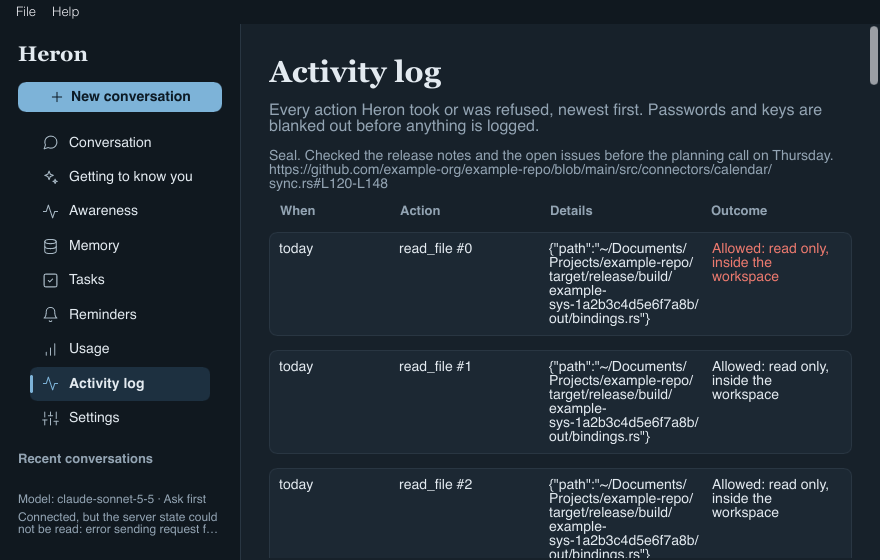 File Help
Heron
+ New conversation
Conversation
Getting to know you
Awareness
Memory
Tasks
Reminders
Usage
Activity log
Settings
Recent conversations
Model: claude-sonnet-5-5 · Ask first
Connected, but the server state could
not be read: error sending request f…
Activity log
Every action Heron took or was refused, newest first. Passwords and keys are
blanked out before anything is logged.
Seal. Checked the release notes and the open issues before the planning call on Thursday.
https://github.com/example-org/example-repo/blob/main/src/connectors/calendar/
sync.rs#L120-L148
When Action Details Outcome
today read_file #0 {"path":"~/Documents/ Allowed: read only,
Projects/example-repo/ inside the
target/release/build/ workspace
example-
sys-1a2b3c4d5e6f7a8b/
out/bindings.rs"}
today read_file #1 {"path":"~/Documents/ Allowed: read only,
Projects/example-repo/ inside the
target/release/build/ workspace
example-
sys-1a2b3c4d5e6f7a8b/
out/bindings.rs"}
today read_file #2 {"path":"~/Documents/ Allowed: read only,
Projects/example-repo/ inside the
target/release/build/ workspace
example-
sys-1a2b3c4d5e6f7a8b/
out/bindings.rs"}